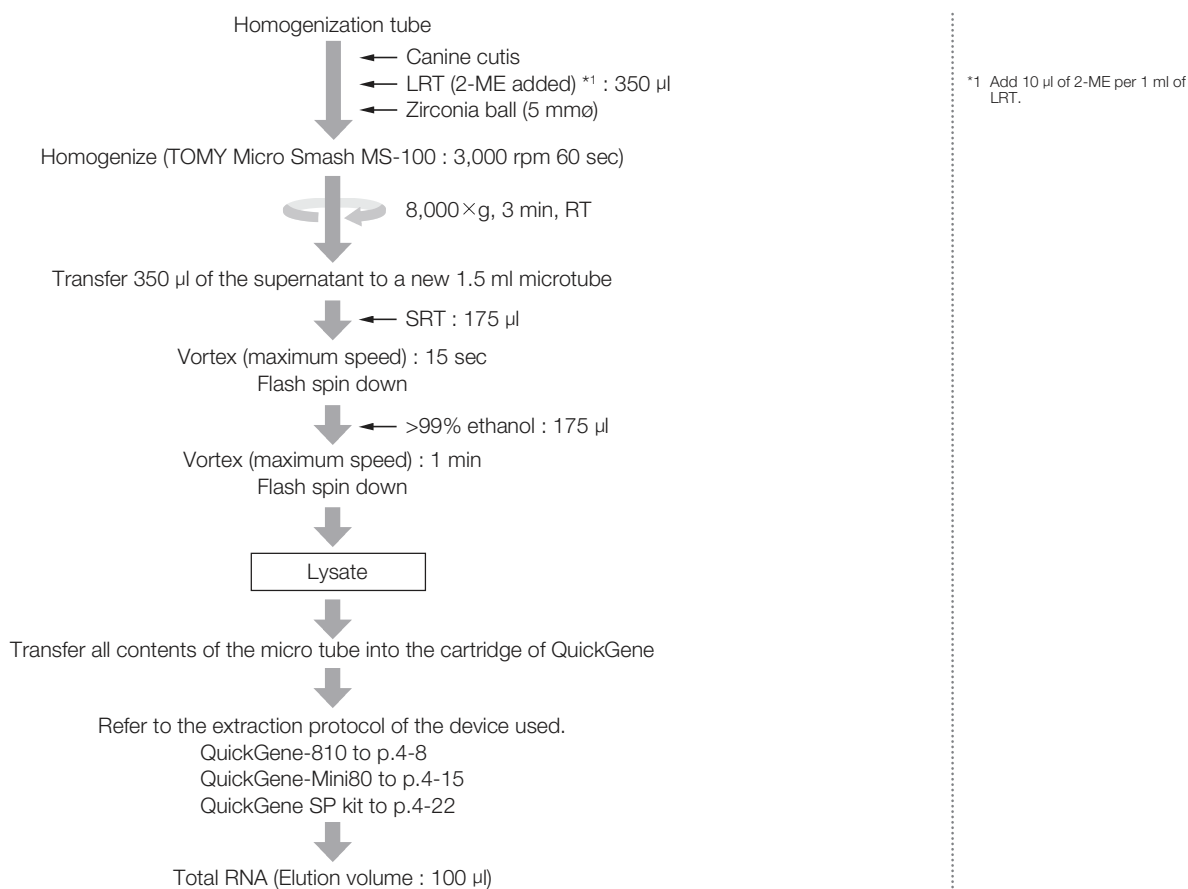 Homogenization tube
Canine cutis
LRT (2-ME added) *1 : 350 µl
Zirconia ball (5 mmø)
*1 Add 10 µl of 2-ME per 1 ml of
LRT.
Homogenize (TOMY Micro Smash MS-100 : 3,000 rpm 60 sec)
8,000×g, 3 min, RT
Transfer 350 µl of the supernatant to a new 1.5 ml microtube
SRT : 175 µl
Vortex (maximum speed) : 15 sec
Flash spin down
>99% ethanol : 175 µl
Vortex (maximum speed) : 1 min
Flash spin down
Lysate
Transfer all contents of the micro tube into the cartridge of QuickGene
Refer to the extraction protocol of the device used.
QuickGene-810 to p.4-8
QuickGene-Mini80 to p.4-15
QuickGene SP kit to p.4-22
Total RNA (Elution volume : 100 µl)